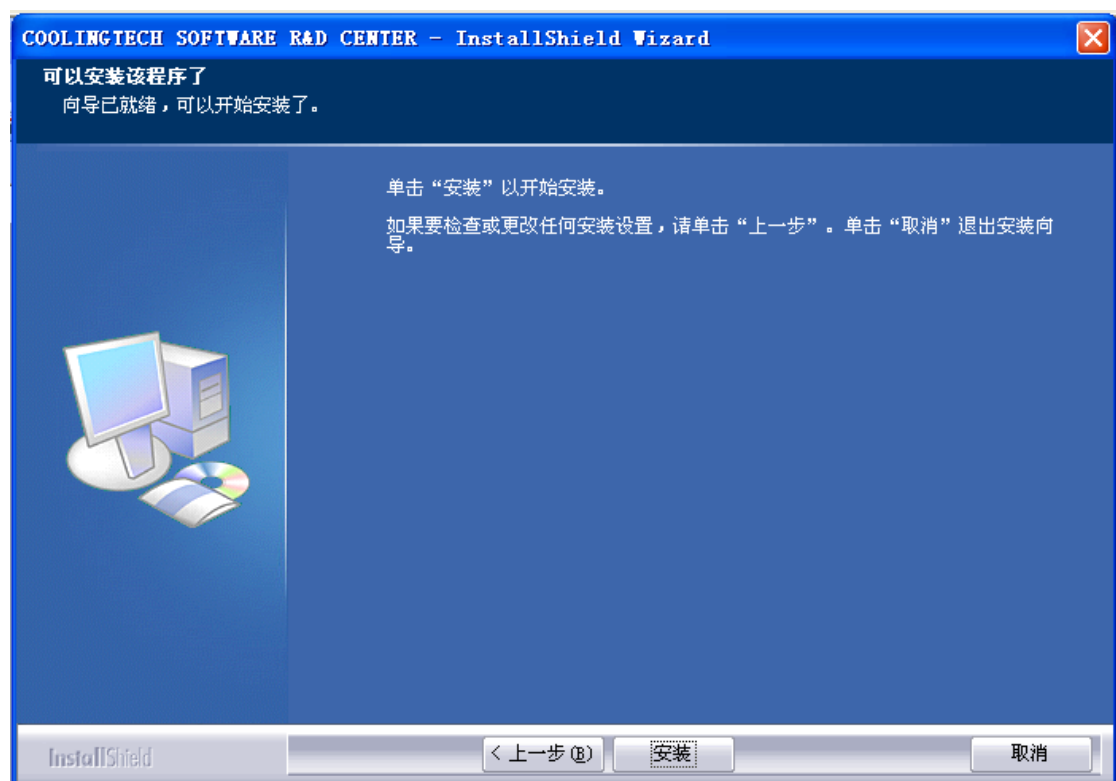 COOLINGTECH SOFTWARE R&D CENTER - InstallShield Wizard
可以安装该程序了
向导已就绪，可以开始安装了。
单击“安装”以开始安装。
如果要检查或更改任何安装设置，请单击“上一步”。单击“取消”退出安装向
导。
InstallShield
< 上一步(B)
安装
取消